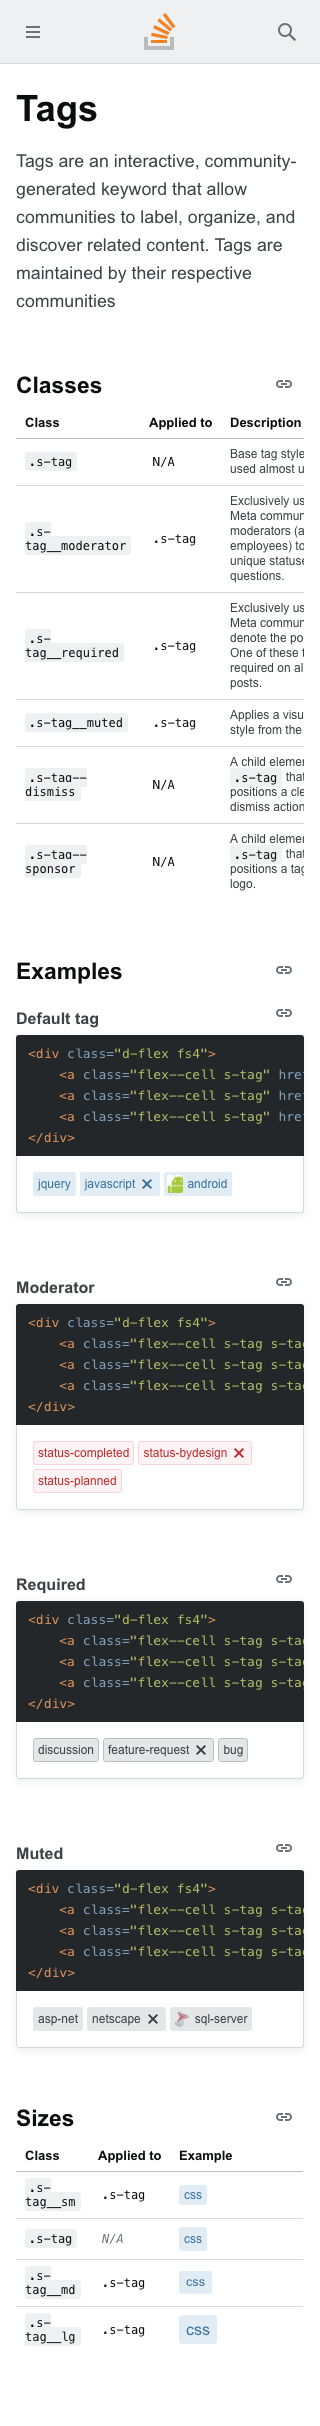 Tags
Tags are an interactive, community-
generated keyword that allow
communities to label, organize, and
discover related content. Tags are
maintained by their respective
communities
Classes
Class Applied to Description
.s-tag N/A Base tag style
used almost u
.s-
tag__moderator .s-tag Exclusively us
Meta commun
moderators (a
employees) to
unique statuse
questions.
.s-
tag__required .s-tag Exclusively us
Meta commun
denote the po
One of these t
required on al
posts.
.s-tag__muted .s-tag Applies a visu
style from the
.s-tag--
dismiss N/A A child elemen
.s-tag that
positions a cle
dismiss action
.s-tag--
sponsor N/A A child elemen
.s-tag that
positions a tag
logo.
Examples
Default tag
<div class="d-flex fs4">
<a class="flex--cell s-tag" hre
<a class="flex--cell s-tag" hre
<a class="flex--cell s-tag" hre
</div>
jquery javascript android
Moderator
<div class="d-flex fs4">
<a class="flex--cell s-tag s-ta
<a class="flex--cell s-tag s-ta
<a class="flex--cell s-tag s-ta
</div>
status-completed status-bydesign
status-planned
Required
<div class="d-flex fs4">
<a class="flex--cell s-tag s-ta
<a class="flex--cell s-tag s-ta
<a class="flex--cell s-tag s-ta
</div>
discussion feature-request bug
Muted
<div class="d-flex fs4">
<a class="flex--cell s-tag s-ta
<a class="flex--cell s-tag s-ta
<a class="flex--cell s-tag s-ta
</div>
asp-net netscape sql-server
Sizes
Class Applied to Example
.s-
tag__sm .s-tag css
.s-tag N/A css
.s-
tag__md .s-tag css
.s-
tag__lg .s-tag css